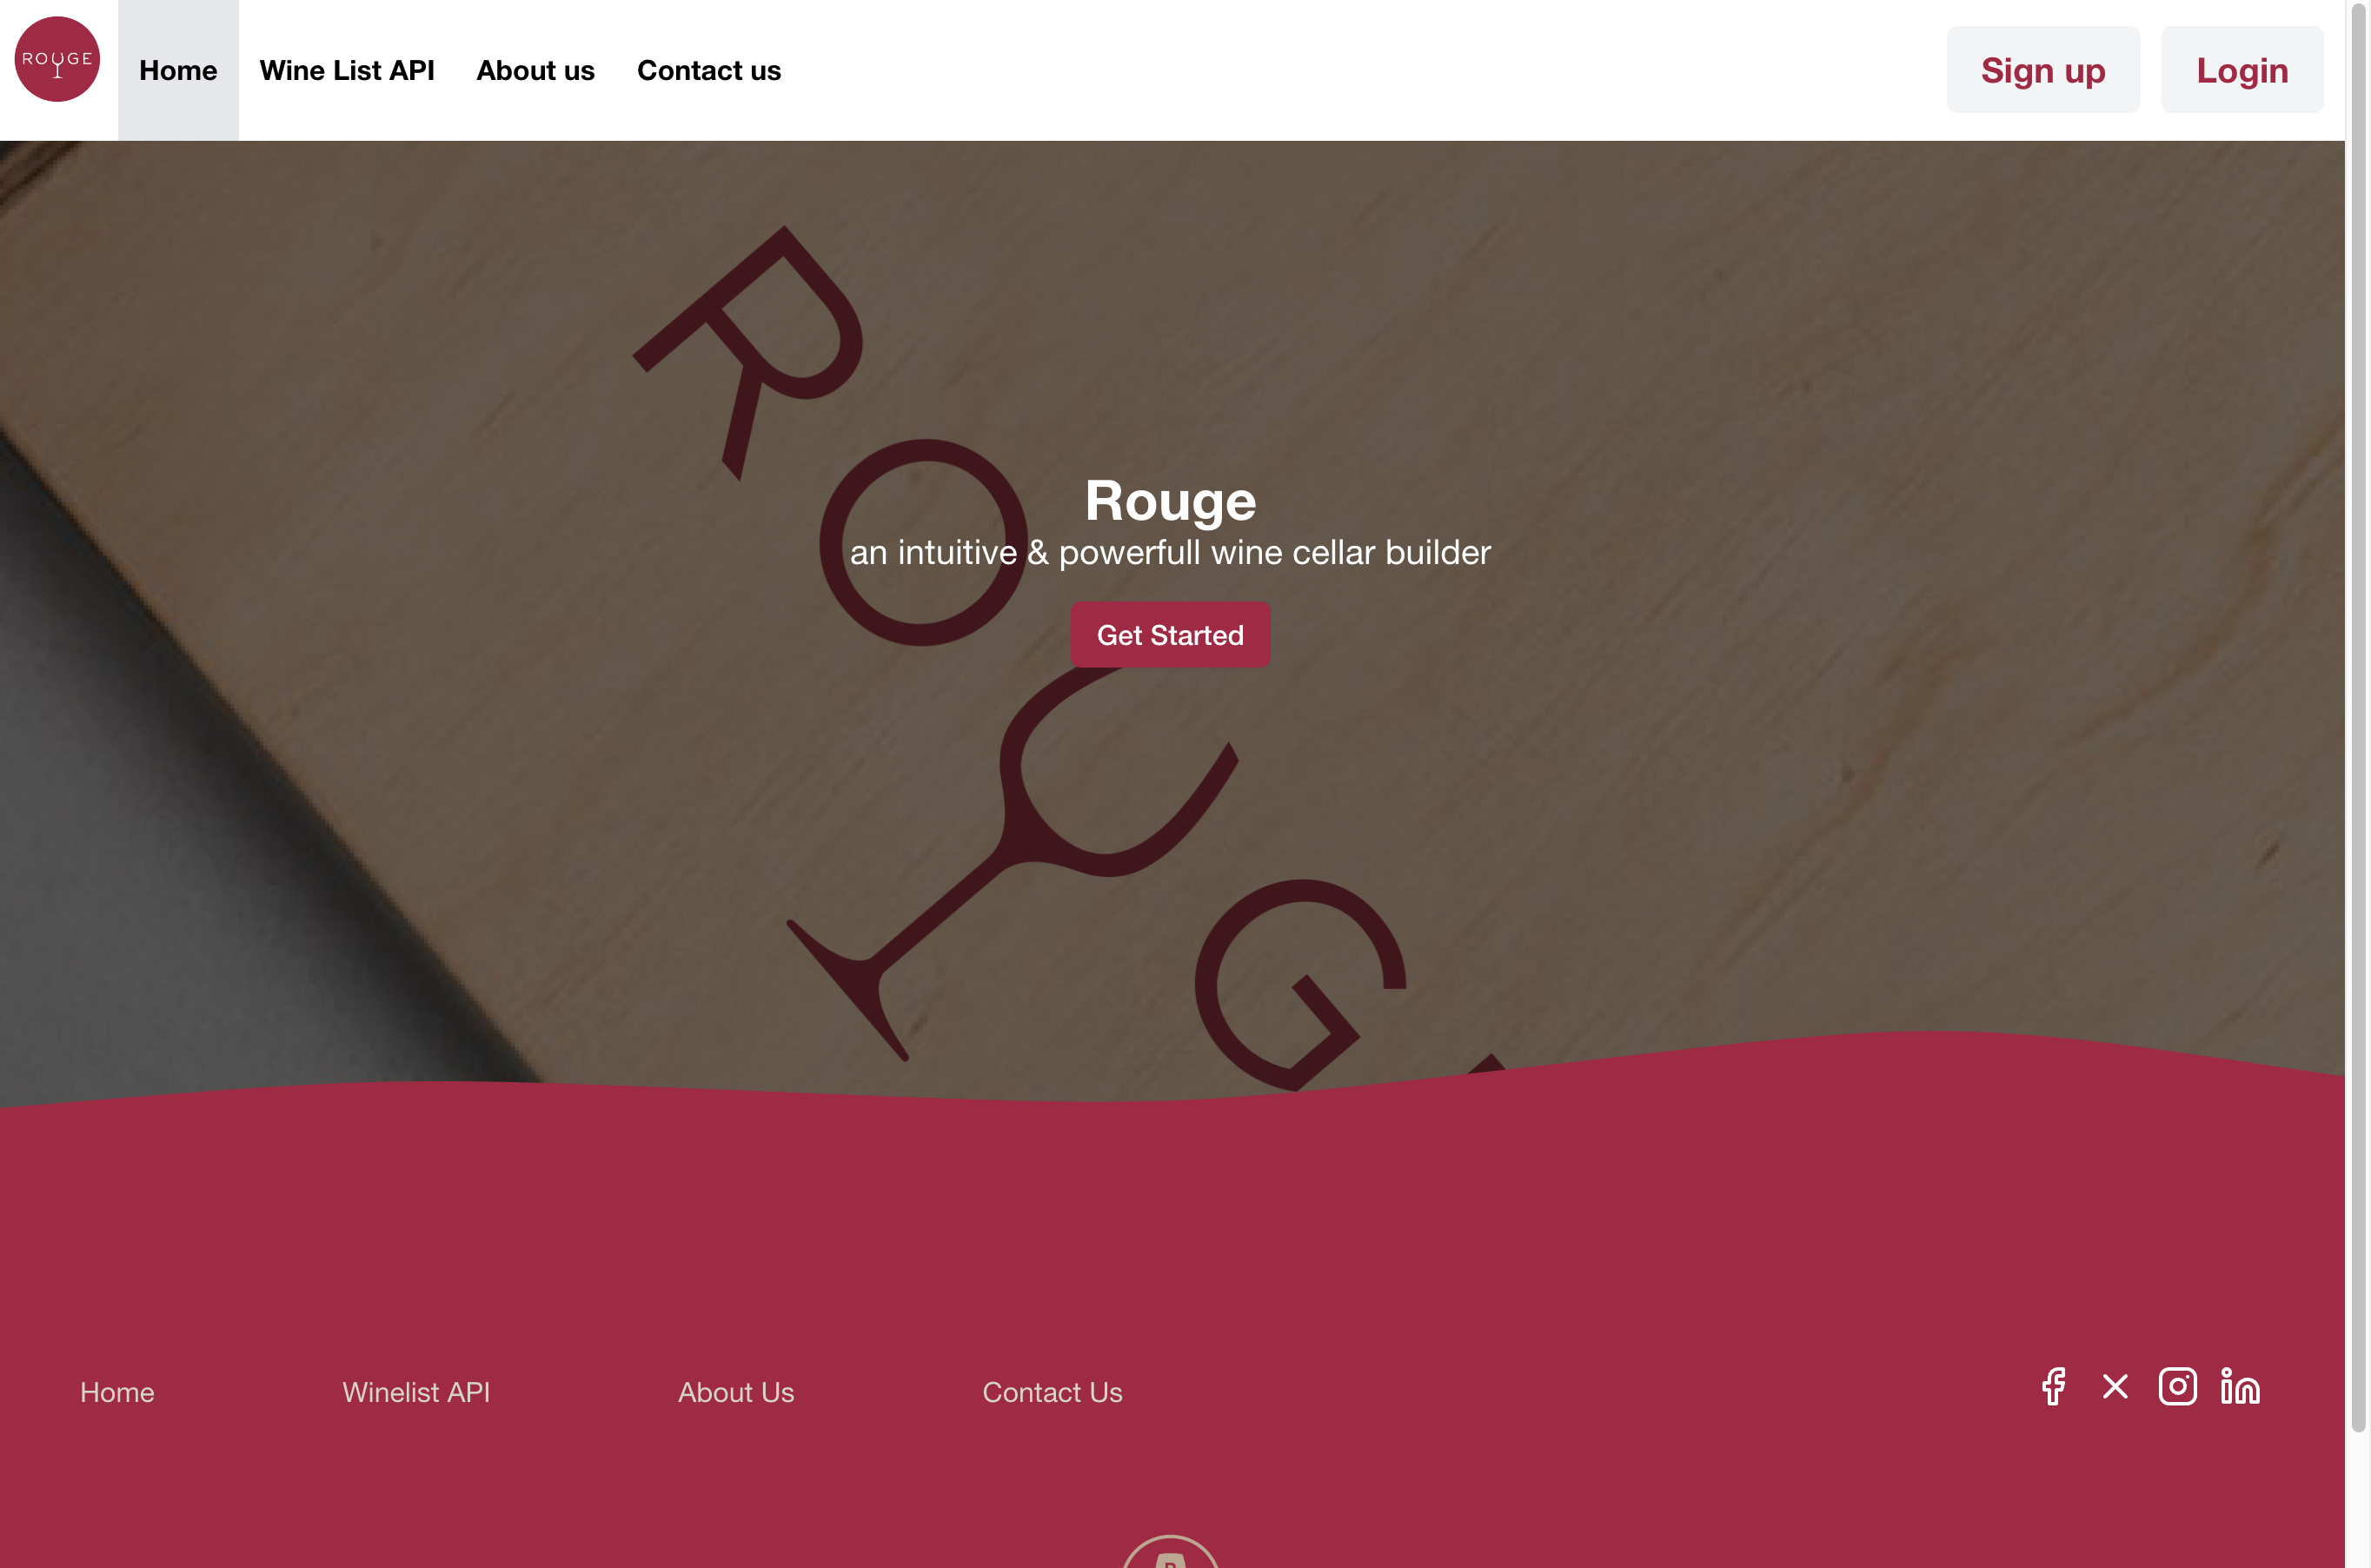 ROUGE
Home
Wine List API
About us
Contact us
Sign up
Login
ROUG
Rouge
an intuitive & powerfull wine cellar builder
Get Started
Home
Winelist API
About Us
Contact Us